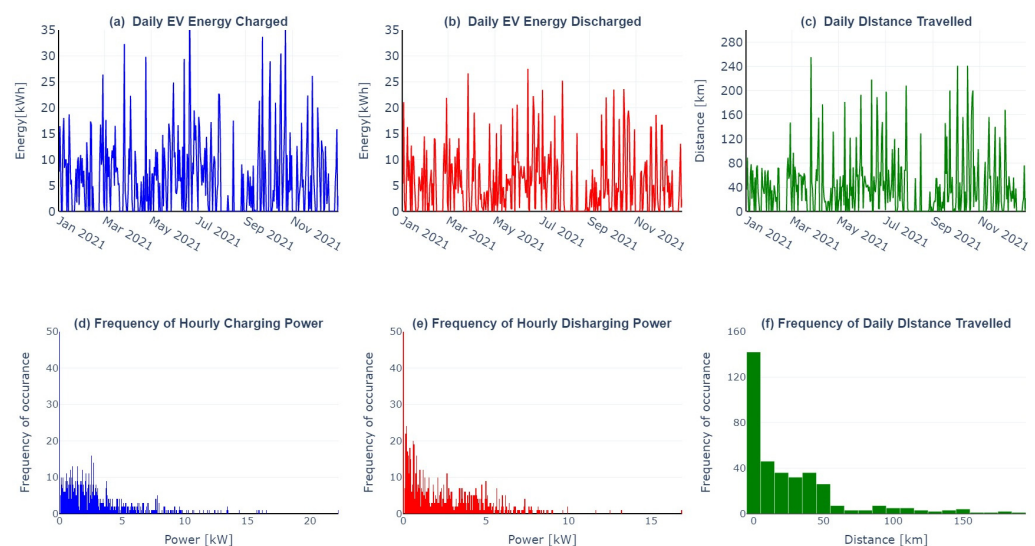 (a) Daily EV Energy Charged
(b) Daily EV Energy Discharged
(c) Daily DIstance Travelled
Energy[kWh]
35
30
25
20
15
10
5
0
Jan 2021
Mar 2021
May 2021
Jul 2021
Sep 2021
Nov 2021
Energy[kWh]
35
30
25
20
15
10
5
0
Jan 2021
Mar 2021
May 2021
Jul 2021
Sep 2021
Nov 2021
Distance [km]
280
240
200
160
120
80
40
0
Jan 2021
Mar 2021
May 2021
Jul 2021
Sep 2021
Nov 2021
(d) Frequency of Hourly Charging Power
(e) Frequency of Hourly Disharging Power
(f) Frequency of Daily DIstance Travelled
Frequency of occurance
50
40
30
20
10
0
0
5
10
15
20
Power [kW]
Frequency of occurance
50
40
30
20
10
0
0
5
10
15
Power [kW]
Frequency of occurance
160
120
80
40
0
0
50
100
150
Distance [km]